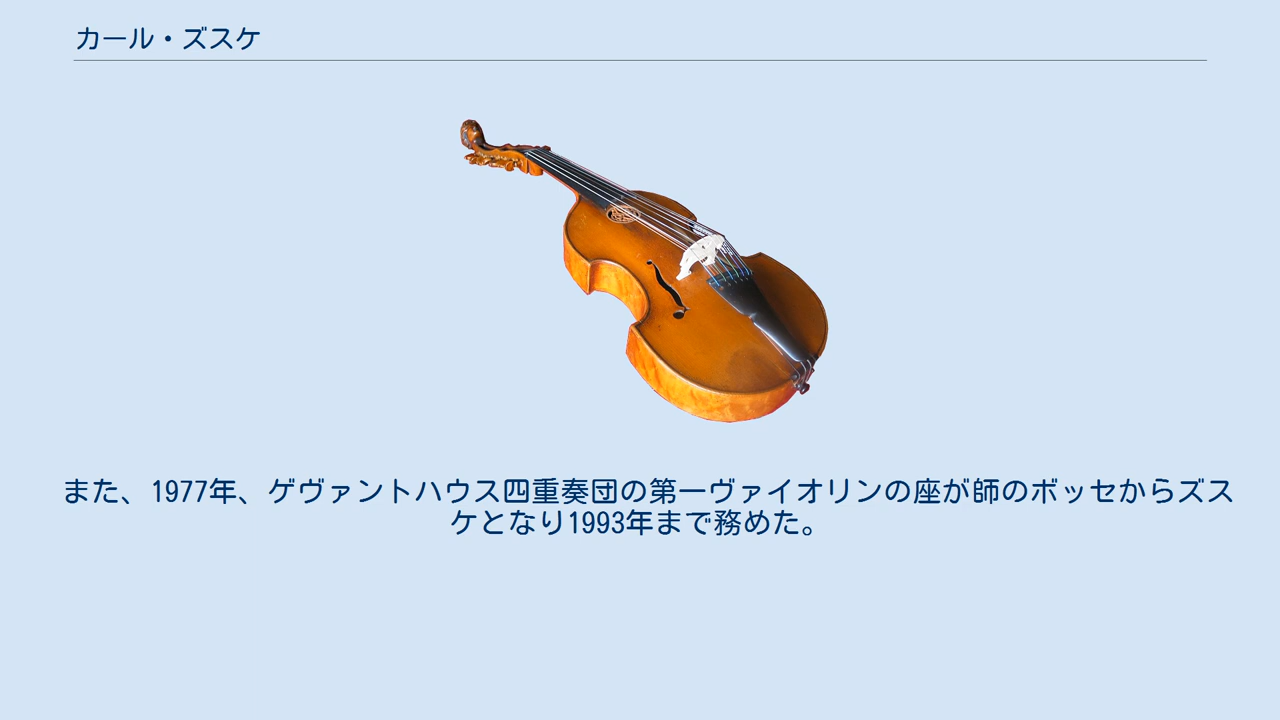 カール・ズスケ
また、1977年、ゲヴァントハウス四重奏団の第一ヴァイオリンの座が師のボッセからズス
ケとなり1993年まで務めた。